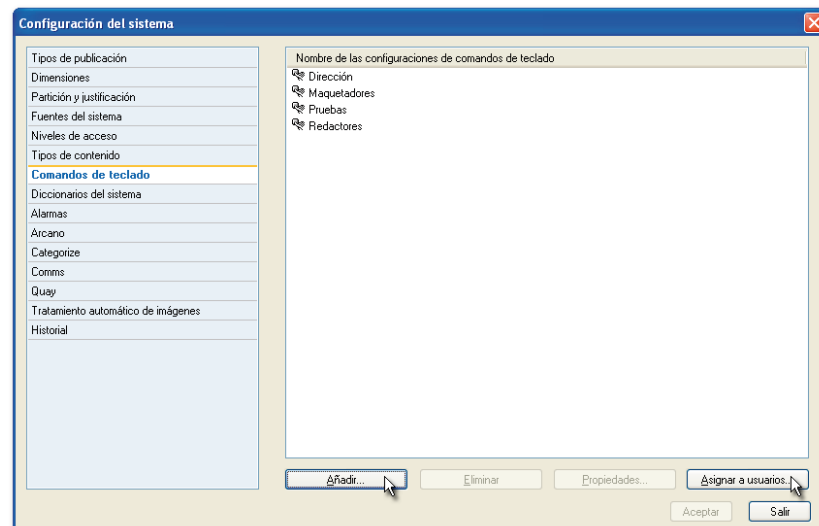 Configuración del sistema
Tipos de publicación
Dimensiones
Partición y justificación
Fuentes del sistema
Niveles de acceso
Tipos de contenido
Comandos de teclado
Diccionarios del sistema
Alarmas
Arcano
Categorize
Comms
Quay
Tratamiento automático de imágenes
Historial
Nombre de las configuraciones de comandos de teclado
Dirección
Maquetadores
Pruebas
Redactores
Añadir...
Eliminar
Propiedades...
Asignar a usuarios...
Aceptar
Salir